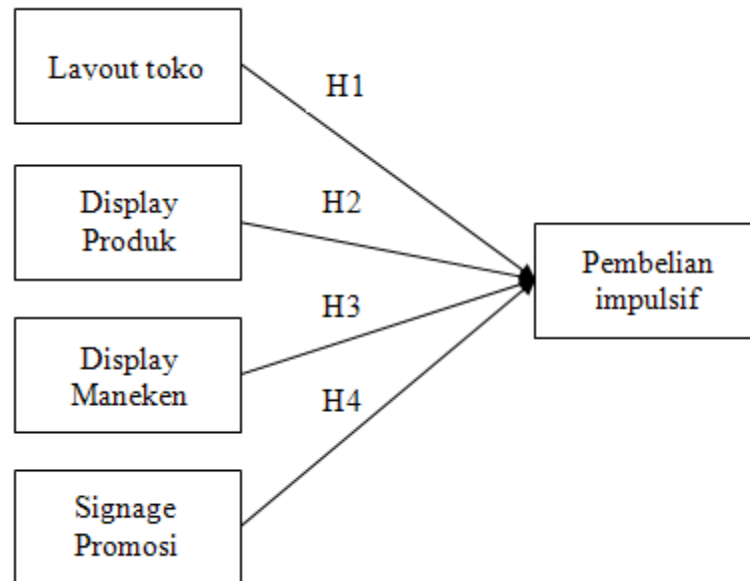 Layout toko
H1
Display
Produk
H2
Display
Maneken
H3
Signage
Promosi
H4
Pembelian
impulsif